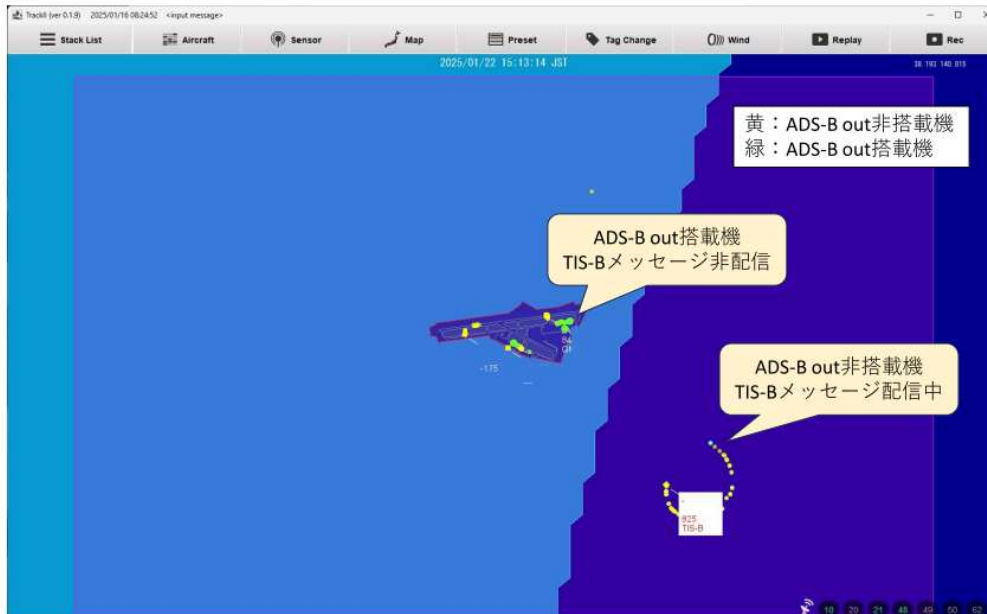 TrackII (ver 0.1.9) 2025/01/16 08:24:52 <input message>
Stack List Aircraft Sensor Map Preset Tag Change Wind Replay Rec
2025/01/22 15:13:14 JST
黄：ADS-B out非搭載機
緑：ADS-B out搭載機
ADS-B out搭載機
TIS-Bメッセージ非配信
-175
ADS-B out非搭載機
TIS-Bメッセージ配信中
825
TIS-B
10 20 21 48 49 50 62